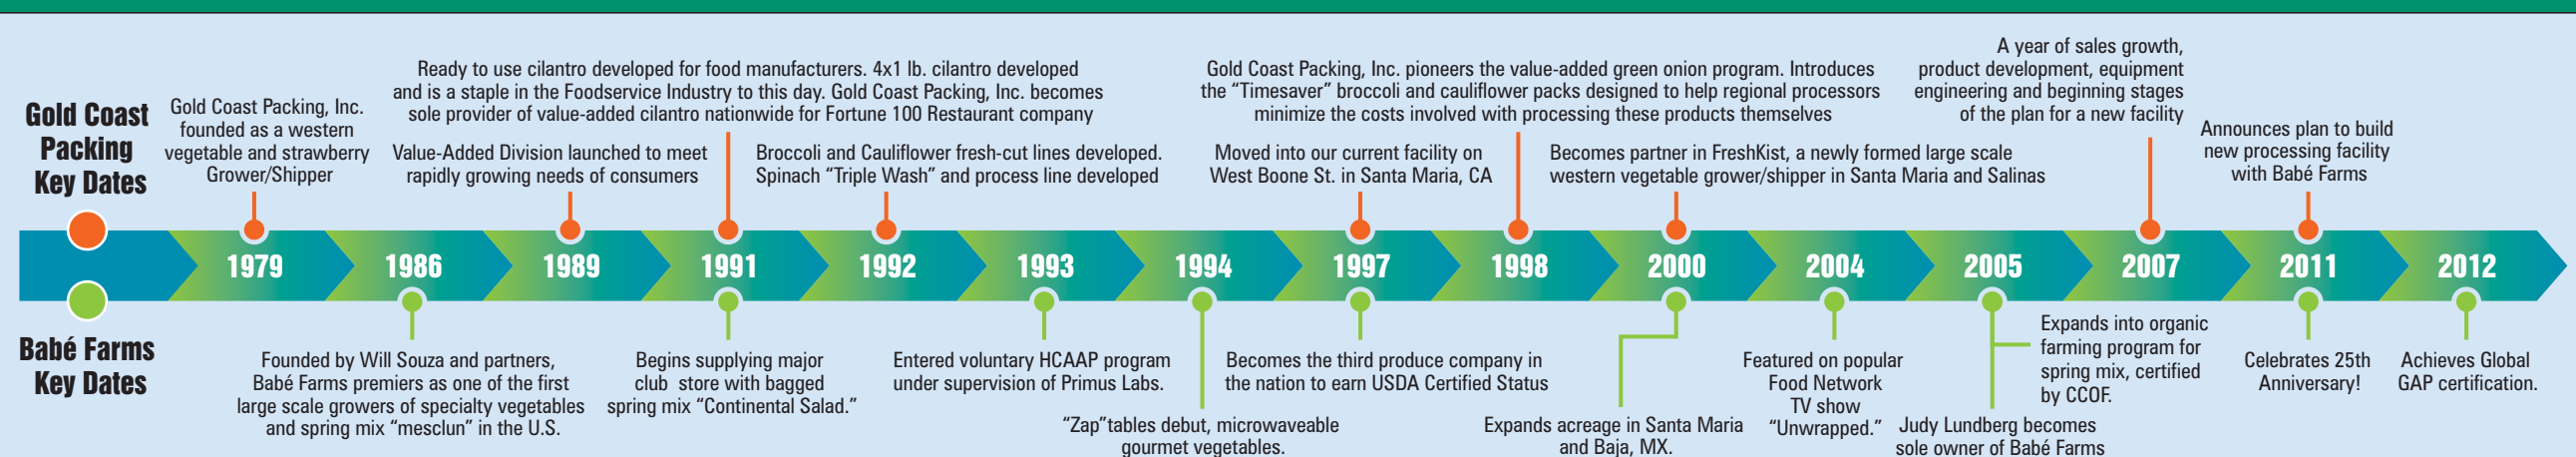 Gold Coast
Packing
Key Dates
Gold Coast Packing, Inc.
founded as a western
vegetable and strawberry
Grower/Shipper
Value-Added Division launched to meet
rapidly growing needs of consumers
Ready to use cilantro developed for food manufacturers. 4x1 lb. cilantro developed
and is a staple in the Foodservice Industry to this day. Gold Coast Packing, Inc. becomes
sole provider of value-added cilantro nationwide for Fortune 100 Restaurant company
Broccoli and Cauliflower fresh-cut lines developed.
Spinach “Triple Wash” and process line developed
Moved into our current facility on
West Boone St. in Santa Maria, CA
Gold Coast Packing, Inc. pioneers the value-added green onion program. Introduces
the “Timesaver” broccoli and cauliflower packs designed to help regional processors
minimize the costs involved with processing these products themselves
Becomes partner in FreshKist, a newly formed large scale
western vegetable grower/shipper in Santa Maria and Salinas
A year of sales growth,
product development, equipment
engineering and beginning stages
of the plan for a new facility
Announces plan to build
new processing facility
with Babé Farms
1979 1986 1989 1991 1992 1993 1994 1997 1998 2000 2004 2005 2007 2011 2012
Babé Farms
Key Dates
Founded by Will Souza and partners,
Babé Farms premiers as one of the first
large scale growers of specialty vegetables
and spring mix “mesclun” in the U.S.
Begins supplying major
club store with bagged
spring mix “Continental Salad.”
Entered voluntary HCAAP program
under supervision of Primus Labs.
“Zap”tables debut, microwaveable
gourmet vegetables.
Becomes the third produce company in
the nation to earn USDA Certified Status
Expands acreage in Santa Maria
and Baja, MX.
Featured on popular
Food Network
TV show
“Unwrapped.”
Judy Lundberg becomes
sole owner of Babé Farms
Expands into organic
farming program for
spring mix, certified
by CCOF.
Celebrates 25th
Anniversary!
Achieves Global
GAP certification.